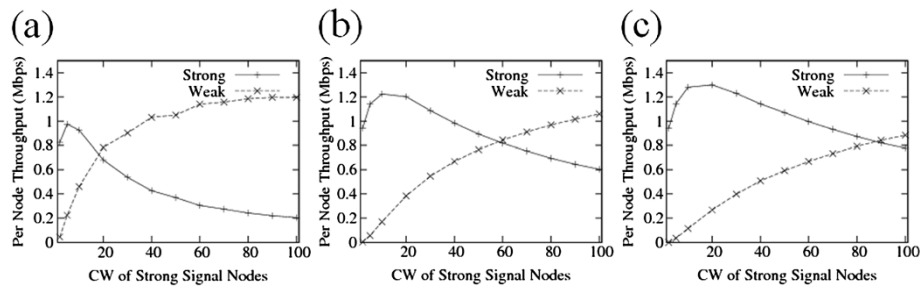 (a)
Per Node Throughput (Mbps)
1.4
1.2
1
0.8
0.6
0.4
0.2
0
20 40 60 80 100
CW of Strong Signal Nodes
Strong
Weak
(b)
Per Node Throughput (Mbps)
1.4
1.2
1
0.8
0.6
0.4
0.2
0
20 40 60 80 100
CW of Strong Signal Nodes
Strong
Weak
(c)
Per Node Throughput (Mbps)
1.4
1.2
1
0.8
0.6
0.4
0.2
0
20 40 60 80 100
CW of Strong Signal Nodes
Strong
Weak